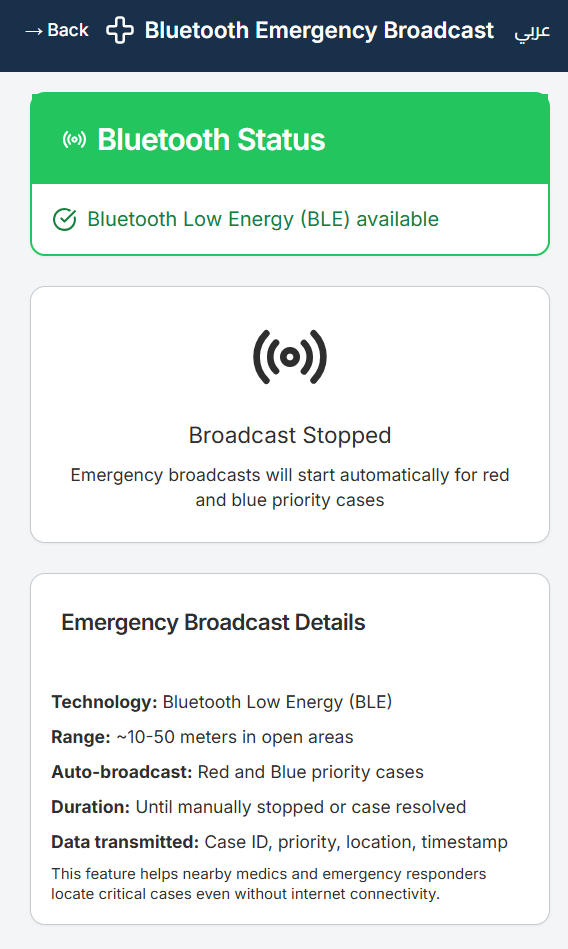 → Back Bluetooth Emergency Broadcast عربي
Bluetooth Status
Bluetooth Low Energy (BLE) available
Broadcast Stopped
Emergency broadcasts will start automatically for red
and blue priority cases
Emergency Broadcast Details
Technology: Bluetooth Low Energy (BLE)
Range: ~10-50 meters in open areas
Auto-broadcast: Red and Blue priority cases
Duration: Until manually stopped or case resolved
Data transmitted: Case ID, priority, location, timestamp
This feature helps nearby medics and emergency responders
locate critical cases even without internet connectivity.